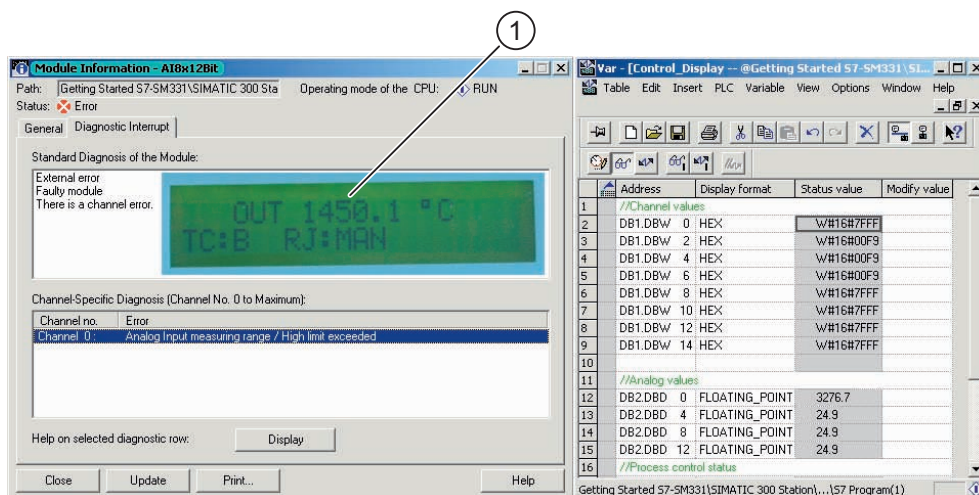 1
Module Information - AI8x12Bit
Path: Getting Started S7-SM331\SIMATIC 300 Sta Operating mode of the CPU: RUN
Status: Error
General Diagnostic Interrupt
Standard Diagnosis of the Module:
External error
Faulty module
There is a channel error.
OUT 1450.1 °C
TC:B RJ:MAN
Channel-Specific Diagnosis (Channel No. 0 to Maximum):
Channel no. Error
Channel 0 : Analog Input measuring range / High limit exceeded
Help on selected diagnostic row: Display
Close Update Print... Help
Var - [Control_Display -- @Getting Started S7-SM331\SI...
Table Edit Insert PLC Variable View Options Window Help
Address Display format Status value Modify value
1 //Channel values
2 DB1.DBW 0 HEX W#16#7FFF
3 DB1.DBW 2 HEX W#16#00F9
4 DB1.DBW 4 HEX W#16#00F9
5 DB1.DBW 6 HEX W#16#00F9
6 DB1.DBW 8 HEX W#16#7FFF
7 DB1.DBW 10 HEX W#16#7FFF
8 DB1.DBW 12 HEX W#16#7FFF
9 DB1.DBW 14 HEX W#16#7FFF
10
11 //Analog values
12 DB2.DBD 0 FLOATING_POINT 3276.7
13 DB2.DBD 4 FLOATING_POINT 24.9
14 DB2.DBD 8 FLOATING_POINT 24.9
15 DB2.DBD 12 FLOATING_POINT 24.9
16 //Process control status
Getting Started S7-SM331\SIMATIC 300 Station\...\S7 Program(1)